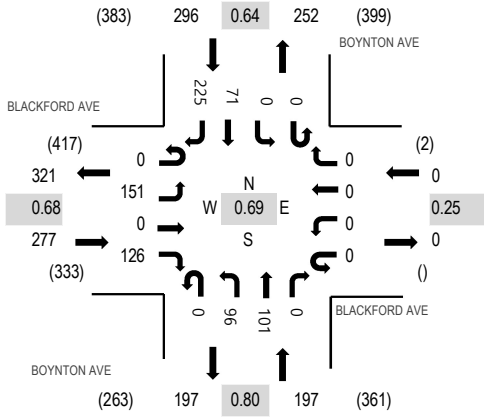 (383) 296 0.64 252 (399)
BOYNTON AVE
225 71 0 0
BLACKFORD AVE
(417)
0
0
(2)
321
0
151
N
0
0.68
0
W 0.69 E
0
0.25
277
S
0
126
0
(333)
()
0 96 101 0
BLACKFORD AVE
BOYNTON AVE
(263) 197 0.80 197 (361)